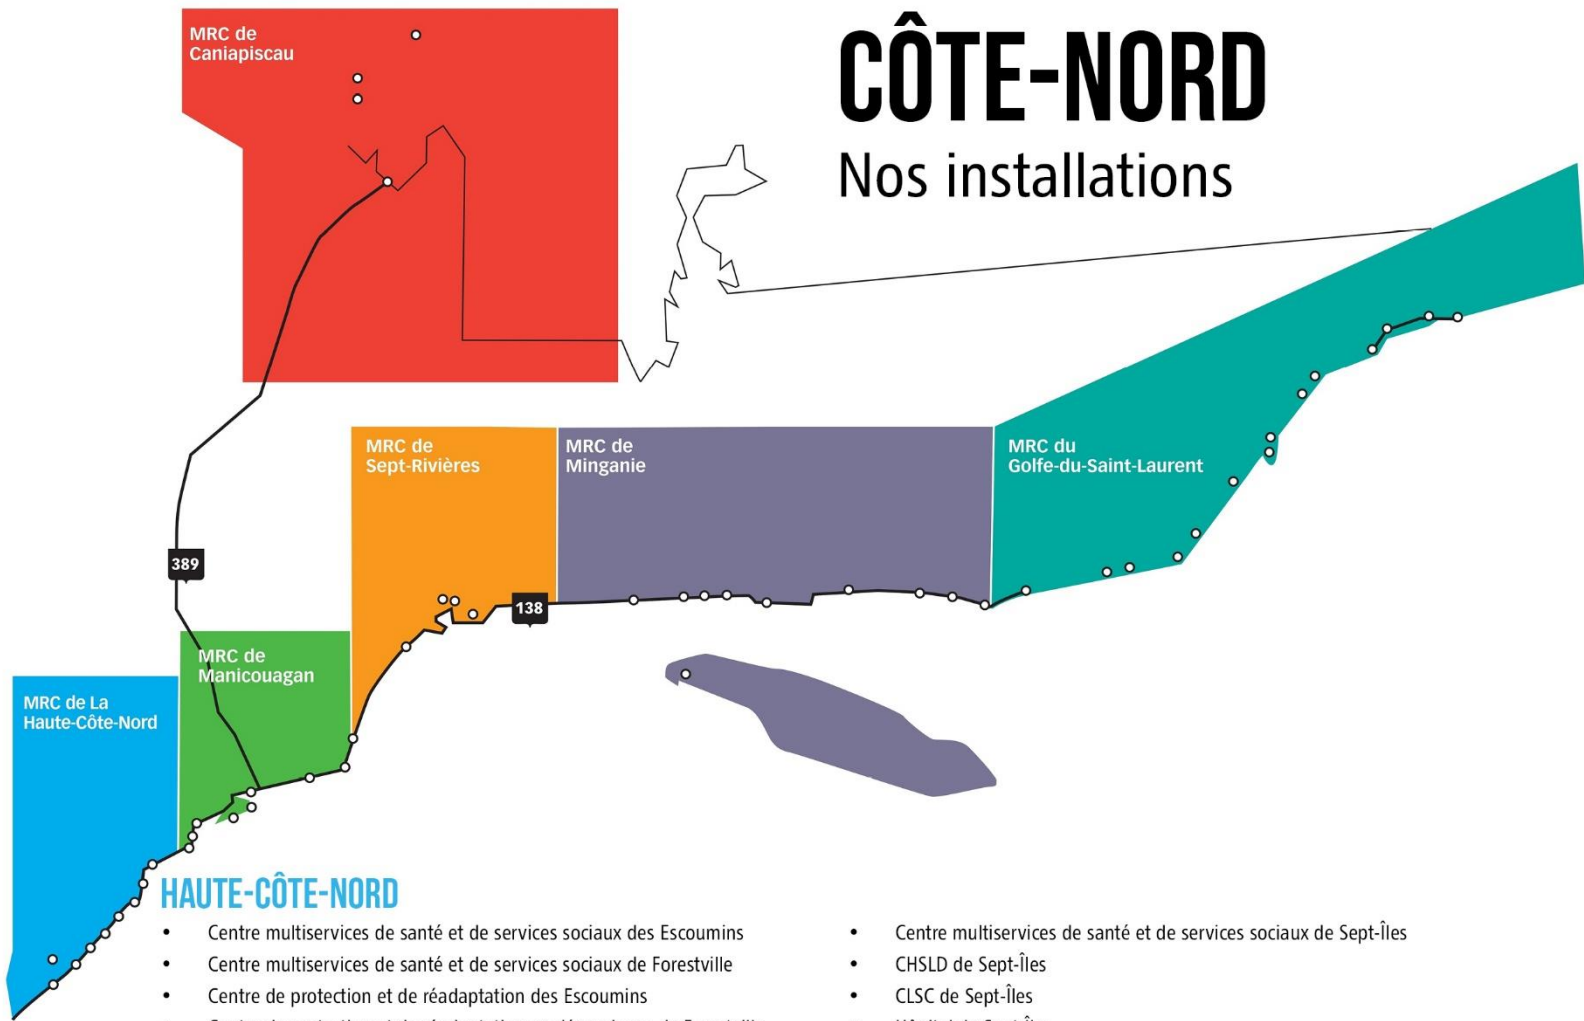 CÔTE-NORD
Nos installations
MRC de
Caniapiscau
MRC de
Sept-Rivières
MRC de
Minganie
MRC du
Golfe-du-Saint-Laurent
389
138
MRC de
Manicouagan
MRC de La
Haute-Côte-Nord
HAUTE-CÔTE-NORD
• Centre multiservices de santé et de services sociaux des Escoumins
• Centre multiservices de santé et de services sociaux de Forestville
• Centre de protection et de réadaptation des Escoumins
• Centre multiservices de santé et de services sociaux de Sept-Îles
• CHSLD de Sept-Îles
• CLSC de Sept-Îles